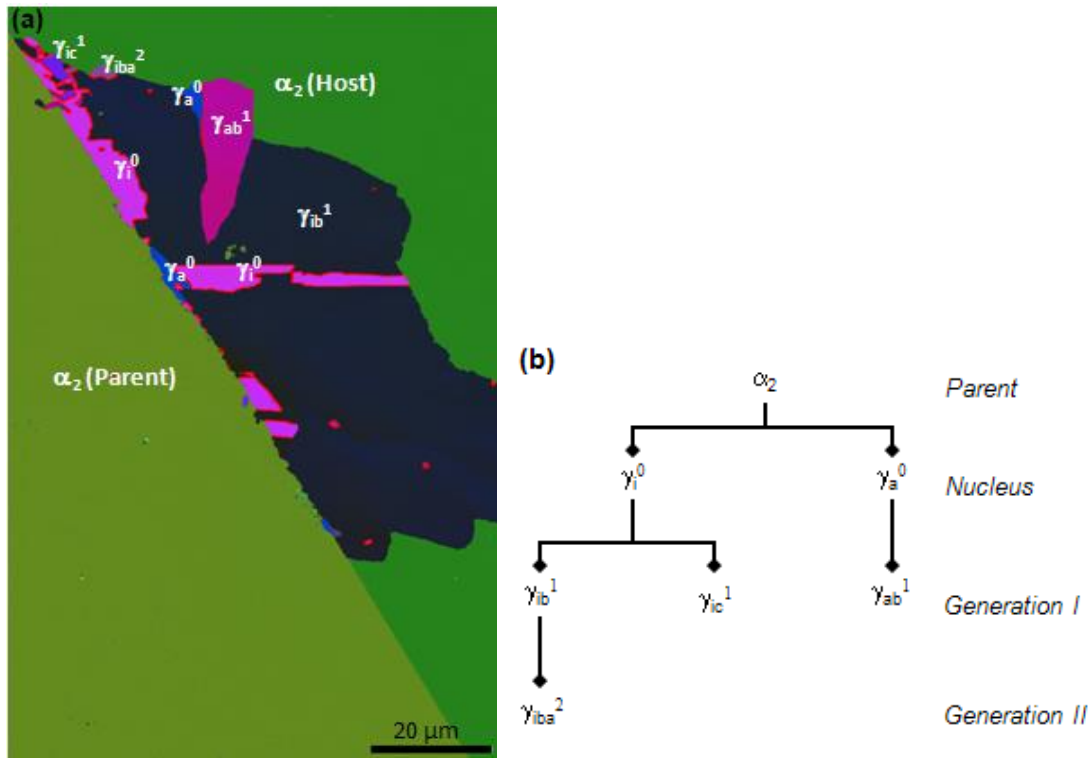 (a)
γic¹
γiba²
α₂ (Host)
γa⁰
γab¹
γi⁰
γib¹
γa⁰ γi⁰
α₂ (Parent)
20 μm
(b)
α₂ Parent
γi⁰ γa⁰ Nucleus
γib¹ γic¹ γab¹ Generation I
γiba² Generation II